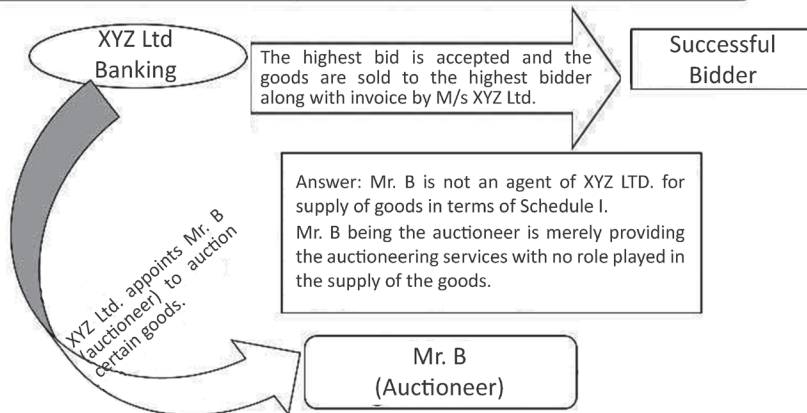 XYZ Ltd
Banking
The highest bid is accepted and the
goods are sold to the highest bidder
along with invoice by M/s XYZ Ltd.
Successful
Bidder
Answer: Mr. B is not an agent of XYZ LTD. for
supply of goods in terms of Schedule I.
Mr. B being the auctioneer is merely providing
the auctioneering services with no role played in
the supply of the goods.
XYZ Ltd. appoints Mr. B
(auctioneer) to auction
certain goods.
Mr. B
(Auctioneer)